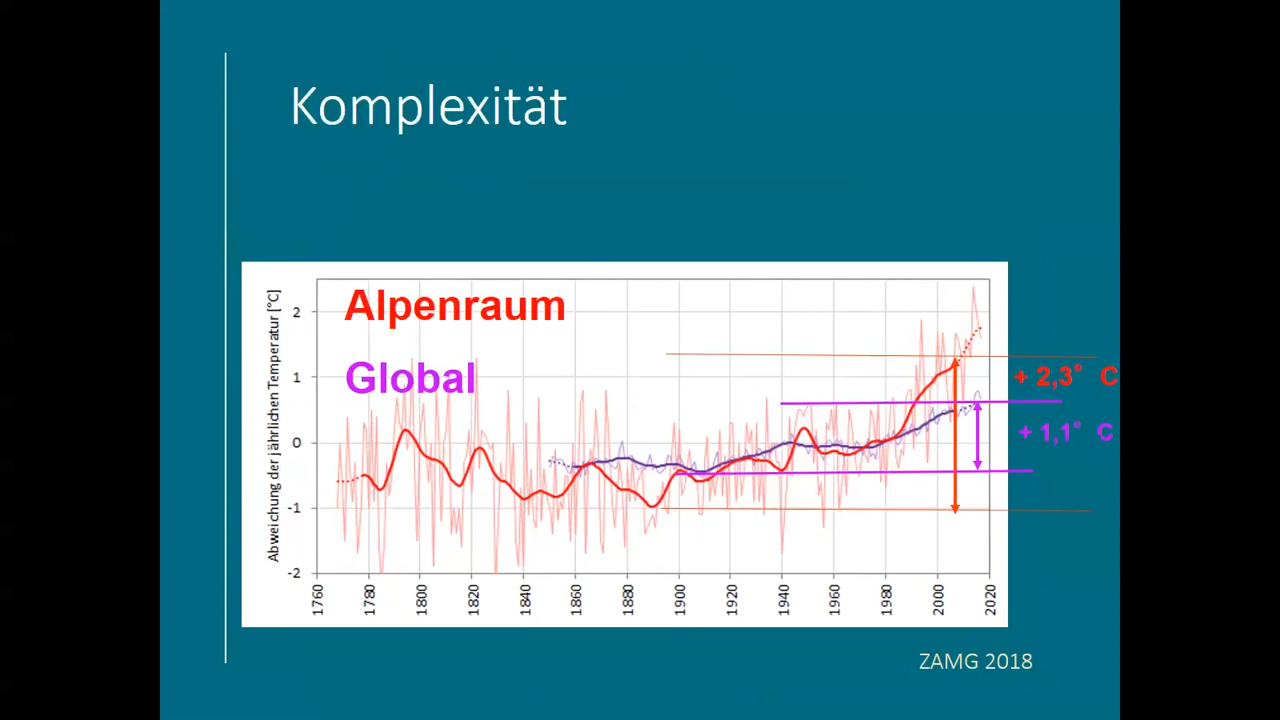 Komplexität
Alpenraum
Global
Abweichung der jährlichen Temperatur [°C]
2
1
0
-1
-2
+ 2,3° C
+ 1,1° C
1760 1780 1800 1820 1840 1860 1880 1900 1920 1940 1960 1980 2000 2020
ZAMG 2018